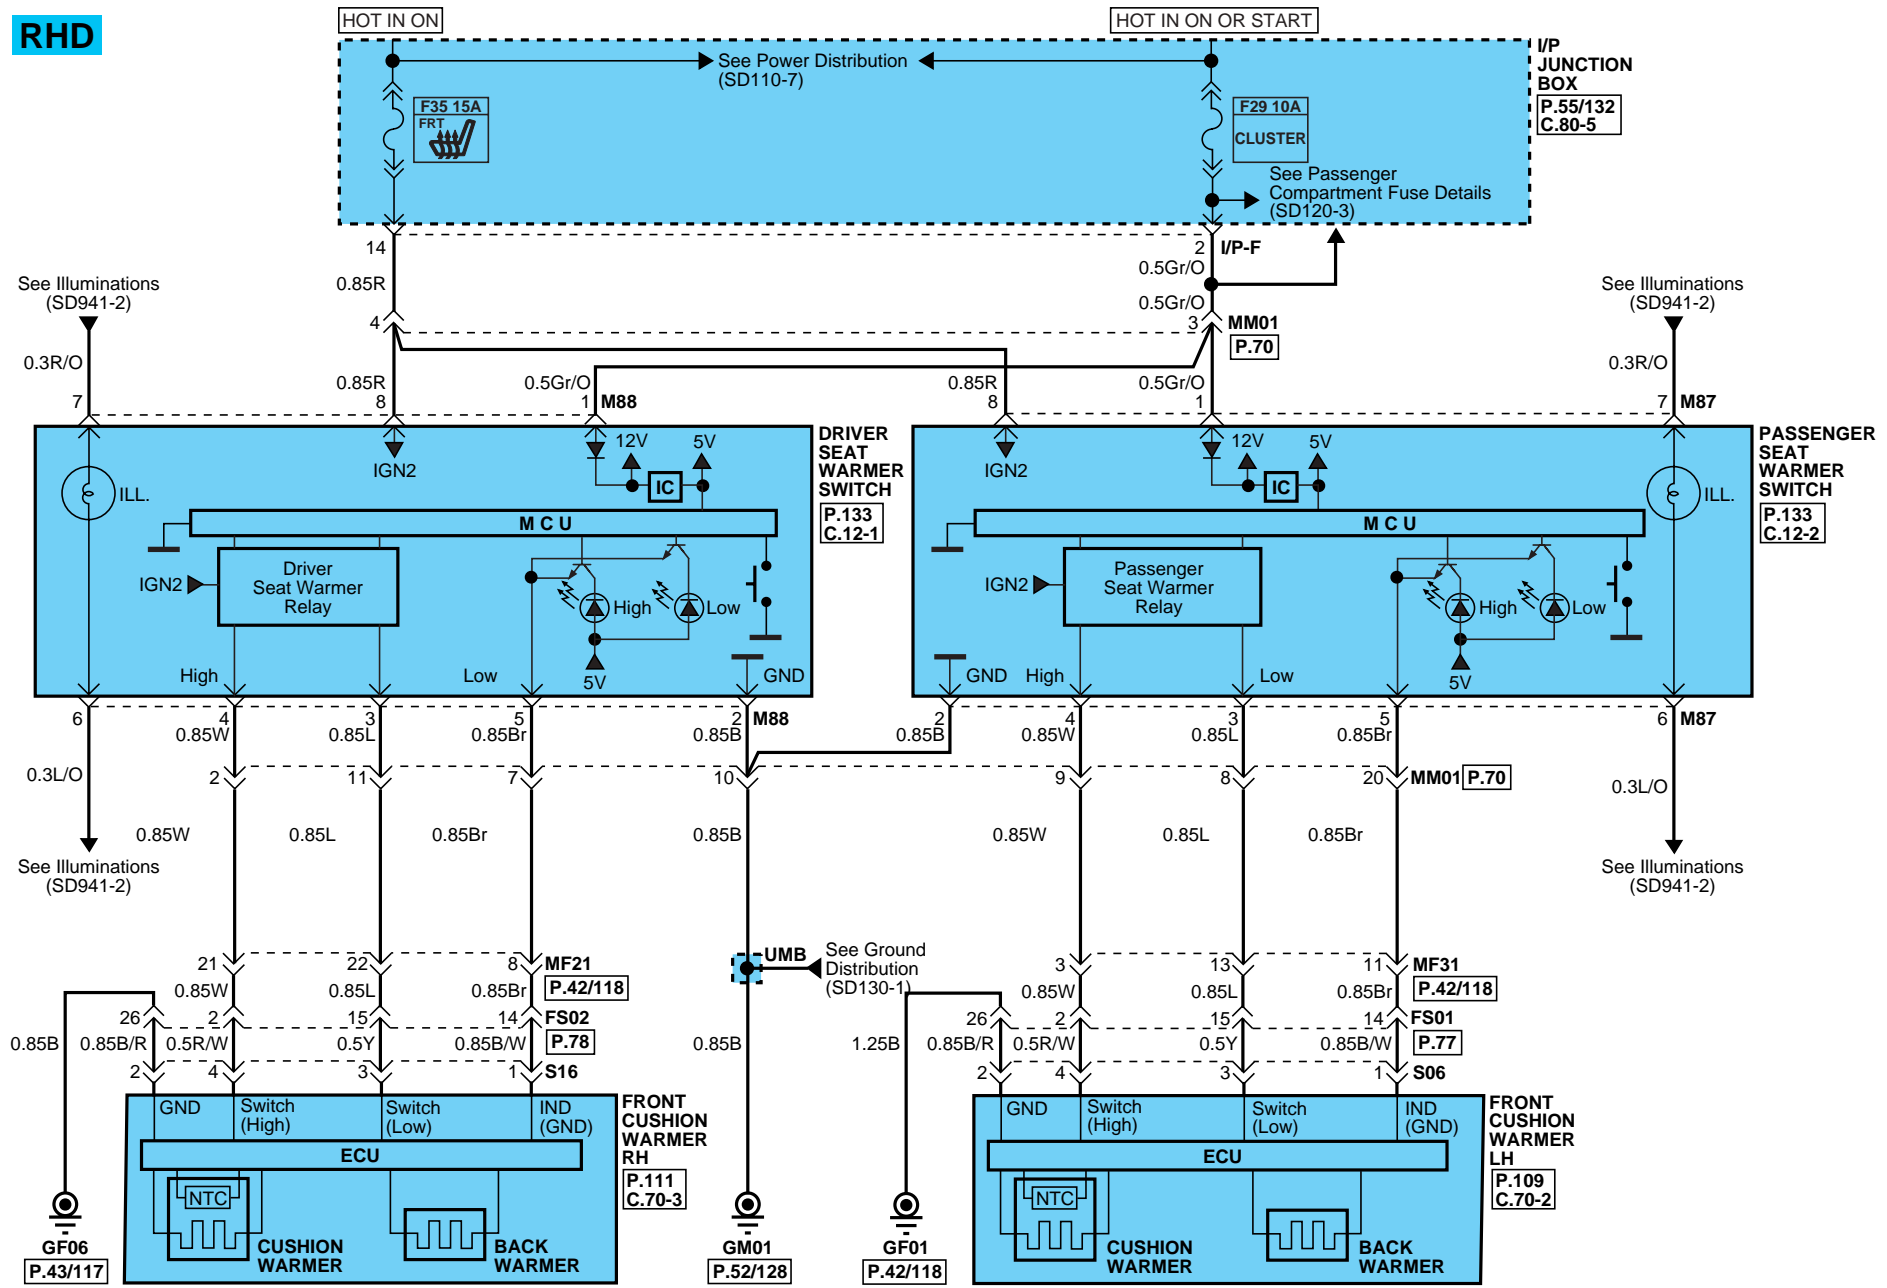 RHD
HOT IN ON
HOT IN ON OR START
I/P
JUNCTION
BOX
P.55/132
C.80-5
See Power Distribution
(SD110-7)
F35 15A
FRT
F29 10A
CLUSTER
See Passenger
Compartment Fuse Details
(SD120-3)
14
2
I/P-F
0.85R
0.5Gr/O
0.5Gr/O
See Illuminations
(SD941-2)
See Illuminations
(SD941-2)
4
3
MM01
P.70
0.3R/O
0.85R
0.5Gr/O
0.85R
0.5Gr/O
0.3R/O
7
8
1
M88
8
1
7
M87
DRIVER
SEAT
WARMER
SWITCH
P.133
C.12-1
PASSENGER
SEAT
WARMER
SWITCH
P.133
C.12-2
ILL.
IGN2
12V
5V
IC
M C U
IGN2
Driver
Seat Warmer
Relay
High
Low
High
Low
5V
GND
IGN2
12V
5V
IC
ILL.
M C U
IGN2
Passenger
Seat Warmer
Relay
High
Low
GND
High
Low
5V
6
4
3
5
2
M88
2
4
3
5
6
M87
0.85W
0.85L
0.85Br
0.85B
0.85B
0.85W
0.85L
0.85Br
0.3L/O
2
11
7
10
9
8
20
MM01
P.70
0.3L/O
0.85W
0.85L
0.85Br
0.85B
0.85W
0.85L
0.85Br
See Illuminations
(SD941-2)
See Illuminations
(SD941-2)
UMB
See Ground
Distribution
(SD130-1)
21
22
8
MF21
P.42/118
3
13
11
MF31
P.42/118
0.85W
0.85L
0.85Br
0.85W
0.85L
0.85Br
26
2
15
14
FS02
P.78
26
2
15
14
FS01
P.77
0.85B
0.85B/R
0.5R/W
0.5Y
0.85B/W
0.85B
1.25B
0.85B/R
0.5R/W
0.5Y
0.85B/W
2
4
3
1
S16
2
4
3
1
S06
GND
Switch
(High)
Switch
(Low)
IND
(GND)
FRONT
CUSHION
WARMER
RH
P.111
C.70-3
GND
Switch
(High)
Switch
(Low)
IND
(GND)
FRONT
CUSHION
WARMER
LH
P.109
C.70-2
ECU
NTC
CUSHION
WARMER
BACK
WARMER
ECU
NTC
CUSHION
WARMER
BACK
WARMER
GF06
P.43/117
GM01
P.52/128
GF01
P.42/118